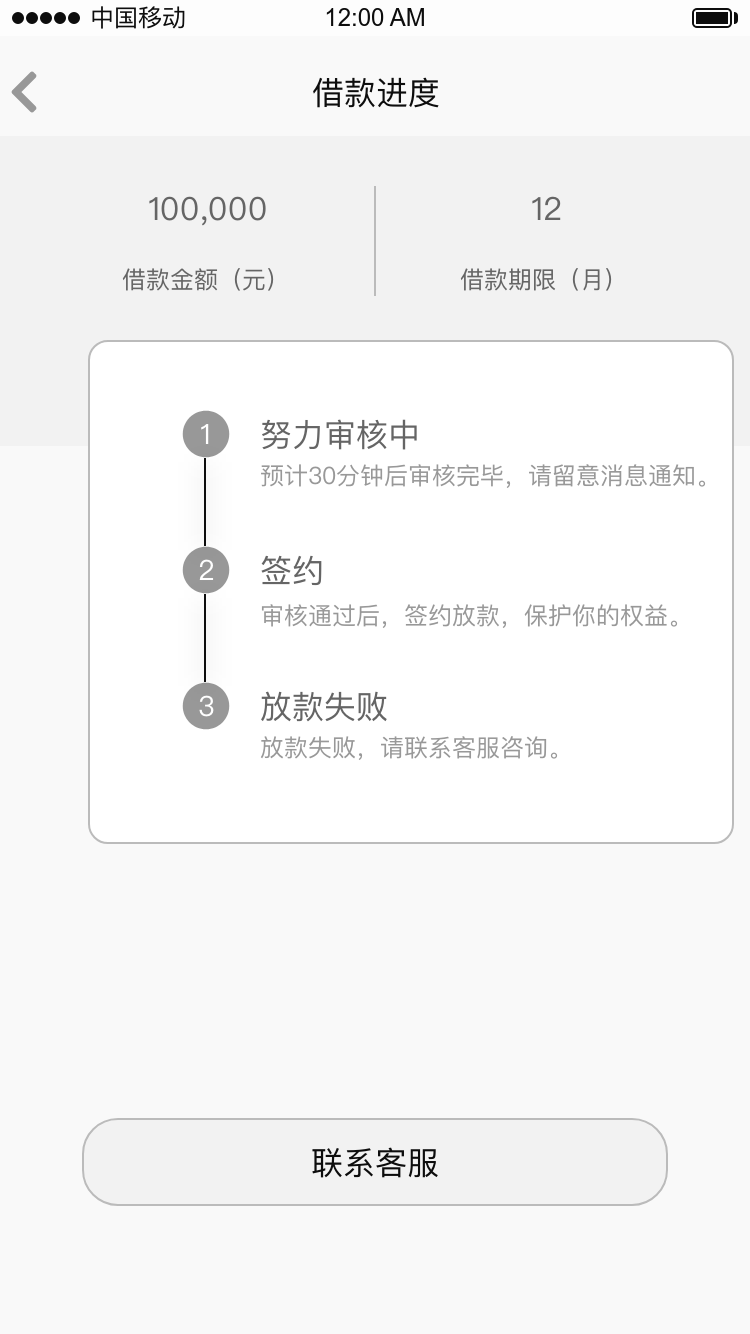 中国移动 12:00 AM
借款进度
100,000 12
借款金额（元） 借款期限（月）
1 努力审核中
预计30分钟后审核完毕，请留意消息通知。
2 签约
审核通过后，签约放款，保护你的权益。
3 放款失败
放款失败，请联系客服咨询。
联系客服